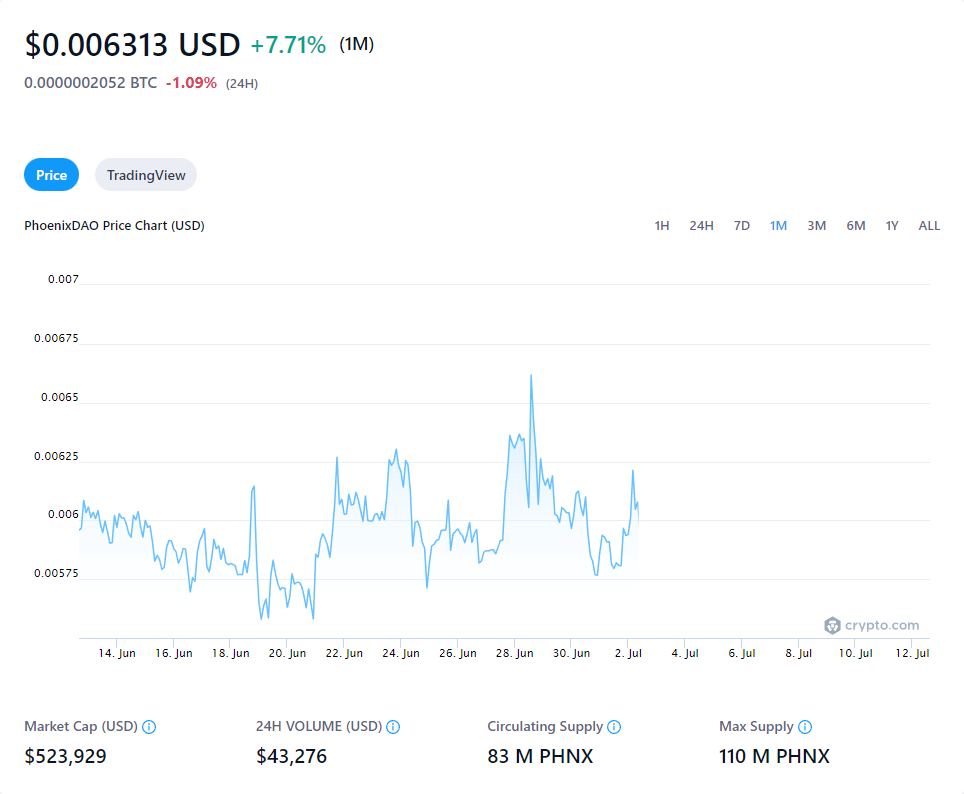 $0.006313 USD +7.71% (1M)
0.0000002052 BTC -1.09% (24H)
Price TradingView
PhoenixDAO Price Chart (USD) 1H 24H 7D 1M 3M 6M 1Y ALL
0.007
0.00675
0.0065
0.00625
0.006
0.00575
crypto.com
14. Jun 16. Jun 18. Jun 20. Jun 22. Jun 24. Jun 26. Jun 28. Jun 30. Jun 2. Jul 4. Jul 6. Jul 8. Jul 10. Jul 12. Jul
Market Cap (USD) 24H VOLUME (USD) Circulating Supply Max Supply
$523,929 $43,276 83 M PHNX 110 M PHNX